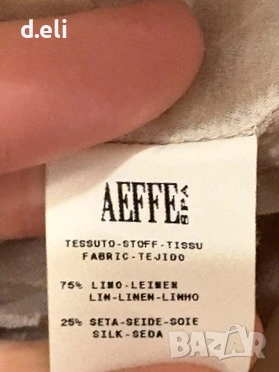 d.eli
AEFFE SPA
TESSUTO-STOFF-TISSU
FABRIC-TEJIDO
75% LINO-LEINEN
LIN-LINEN-LINHO
25% SETA-SEIDE-SOIE
SILK-SEDA
bazar